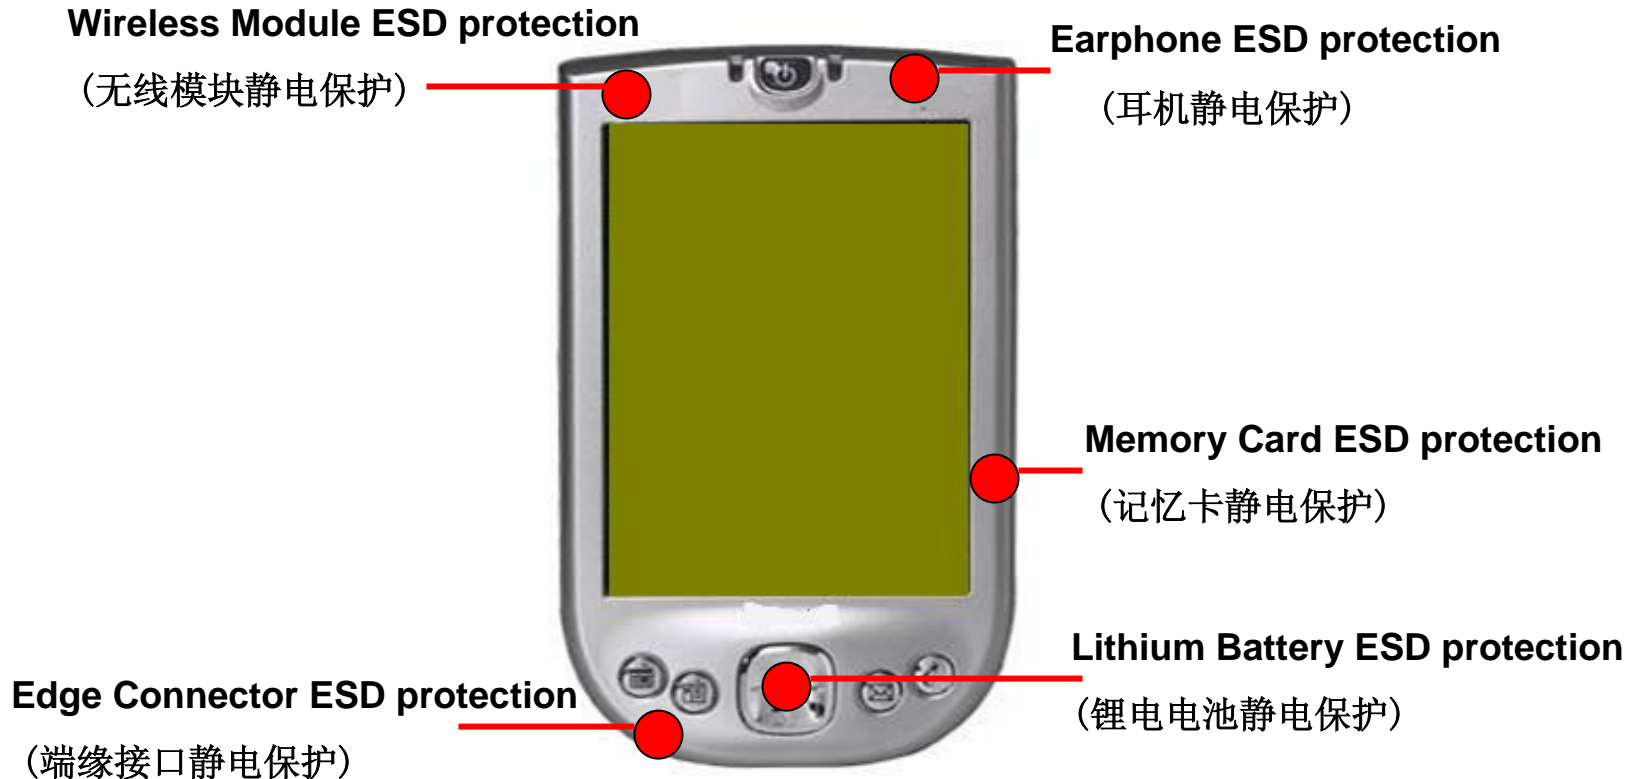 Wireless Module ESD protection
(无线模块静电保护)
Earphone ESD protection
(耳机静电保护)
Memory Card ESD protection
(记忆卡静电保护)
Lithium Battery ESD protection
(锂电电池静电保护)
Edge Connector ESD protection
(端缘接口静电保护)